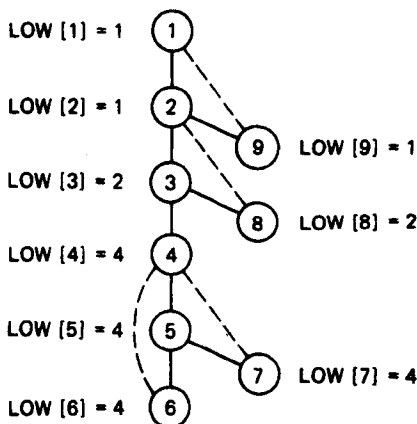 LOW [1] = 1
1
LOW [2] = 1
2
9
LOW [9] = 1
LOW [3] = 2
3
8
LOW [8] = 2
LOW [4] = 4
4
LOW [5] = 4
5
7
LOW [7] = 4
LOW [6] = 4
6